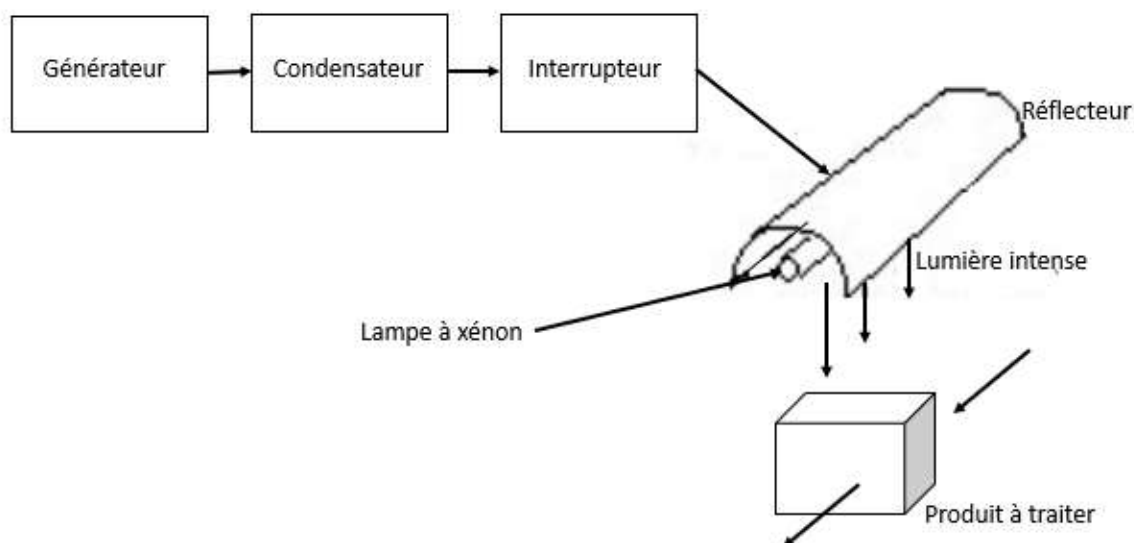 Générateur
Condensateur
Interrupteur
Réflecteur
Lumière intense
Lampe à xénon
Produit à traiter